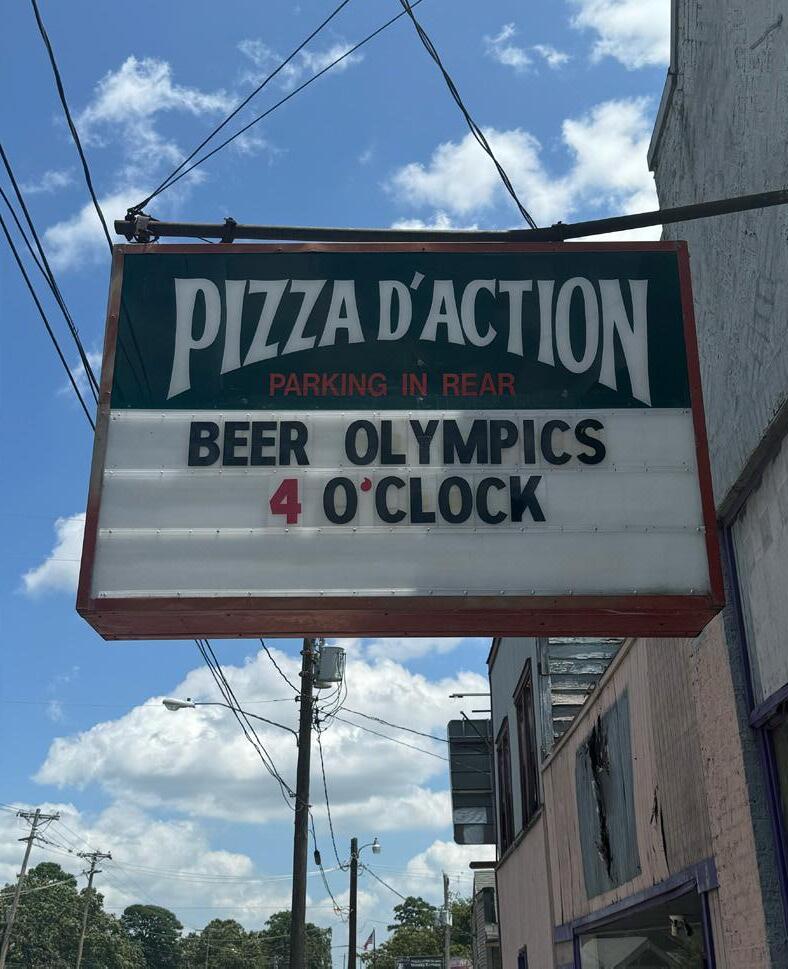 PIZZA D'ACTION
PARKING IN REAR
BEER OLYMPICS
4 O'CLOCK